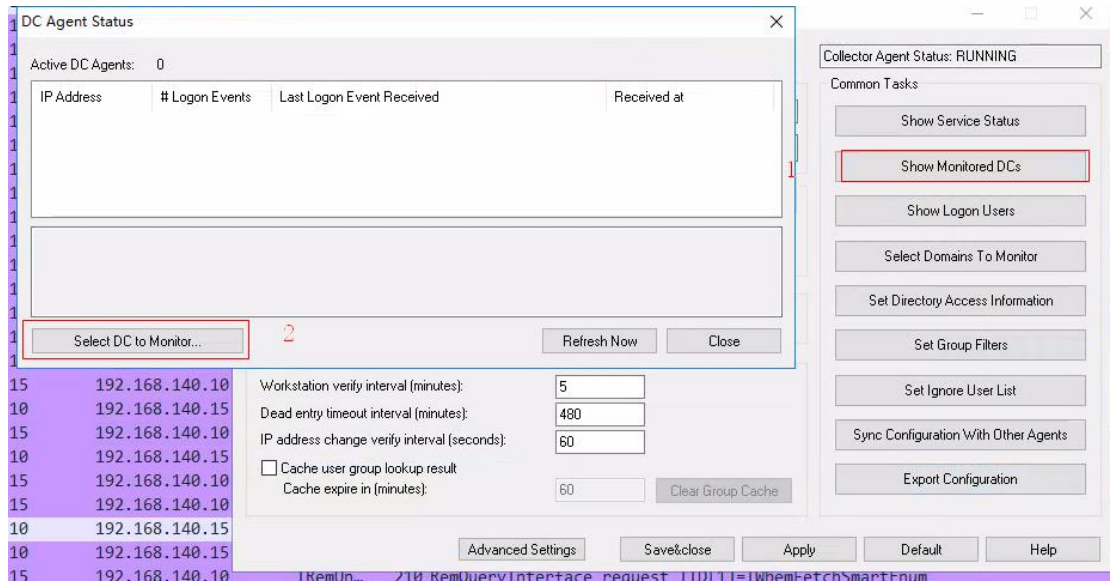 DC Agent Status
Active DC Agents: 0
IP Address # Logon Events Last Logon Event Received Received at
1
Select DC to Monitor... 2 Refresh Now Close
Collector Agent Status: RUNNING
Common Tasks
Show Service Status
Show Monitored DCs
Show Logon Users
Select Domains To Monitor
Set Directory Access Information
Set Group Filters
Set Ignore User List
Sync Configuration With Other Agents
Export Configuration
Workstation verify interval (minutes): 5
Dead entry timeout interval (minutes): 480
IP address change verify interval (seconds): 60
Cache user group lookup result
Cache expire in (minutes): 60 Clear Group Cache
Advanced Settings Save&close Apply Default Help
15 192.168.140.10
10 192.168.140.15
15 192.168.140.10
10 192.168.140.15
15 192.168.140.10
15 192.168.140.10
10 192.168.140.15
10 192.168.140.15
15 192.168.140.10 IRemUn… 210 RemQueryInterface request IID[1]=IWbemFetchSmartEnum